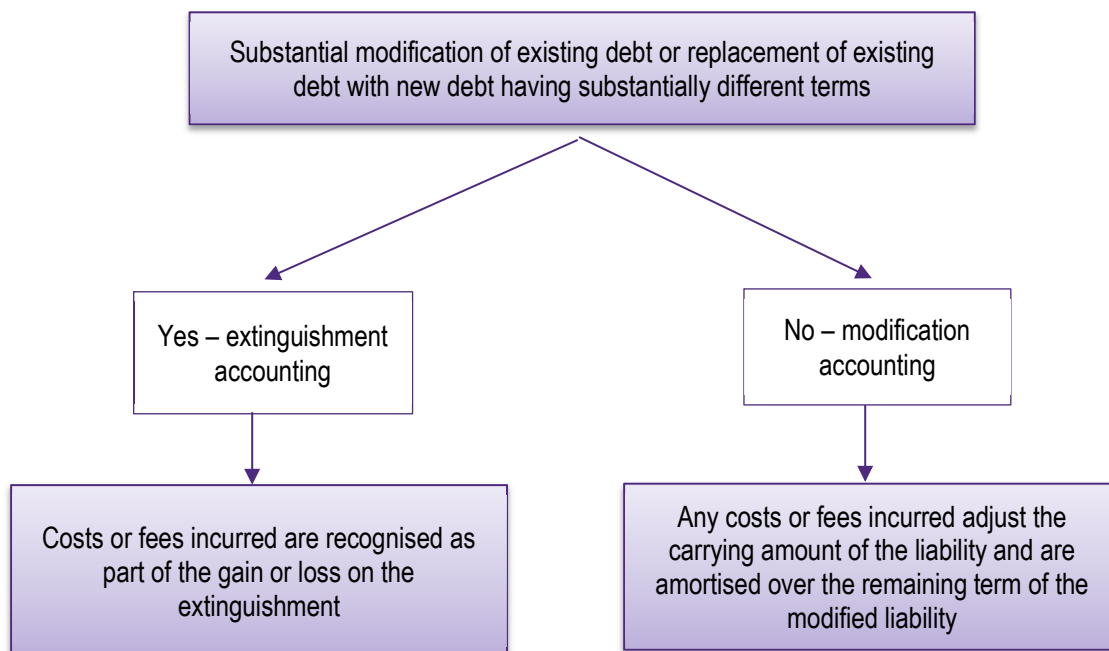 Substantial modification of existing debt or replacement of existing
debt with new debt having substantially different terms
Yes – extinguishment
accounting
No – modification
accounting
Costs or fees incurred are recognised as
part of the gain or loss on the
extinguishment
Any costs or fees incurred adjust the
carrying amount of the liability and are
amortised over the remaining term of the
modified liability